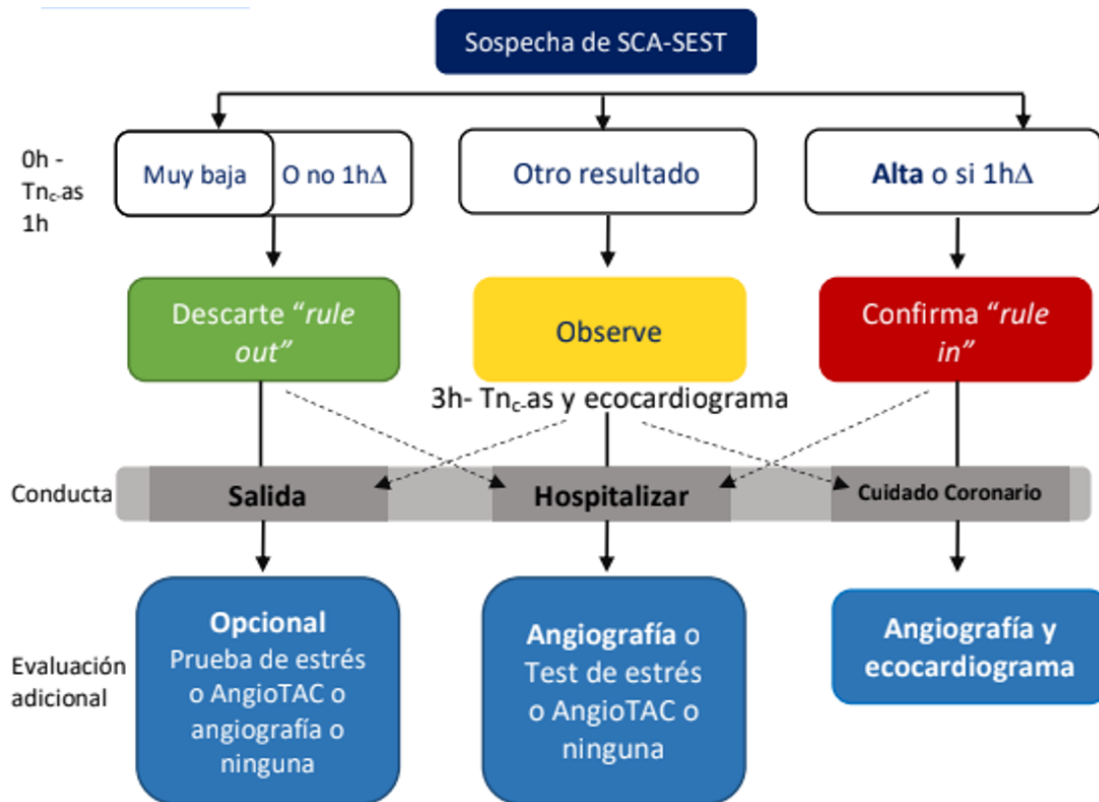 Sospecha de SCA-SEST
0h -
Tnc-as
1h
Muy baja
O no 1hΔ
Otro resultado
Alta o si 1hΔ
Descarte “rule
out”
Observe
Confirma “rule
in”
3h- Tnc-as y ecocardiograma
Conducta
Salida
Hospitalizar
Cuidado Coronario
Evaluación
adicional
Opcional
Prueba de estrés
o AngioTAC o
angiografía o
ninguna
Angiografía o
Test de estrés
o AngioTAC o
ninguna
Angiografía y
ecocardiograma